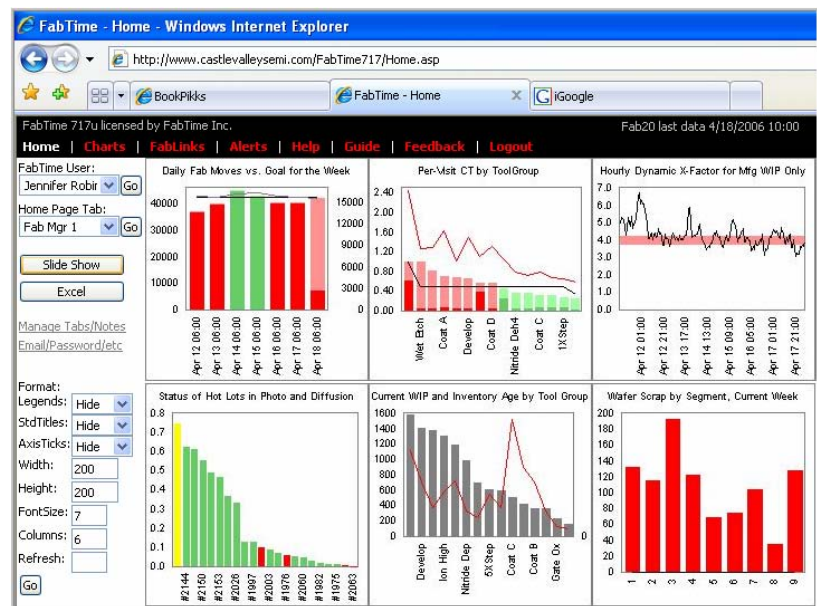 FabTime - Home - Windows Internet Explorer
http://www.castlevalleysemi.com/FabTime717/Home.asp
BookPikks
FabTime - Home
X
iGoogle
FabTime 717u licensed by FabTime Inc.
Fab20 last data 4/18/2006 10:00
Home | Charts | FabLinks | Alerts | Help | Guide | Feedback | Logout
FabTime User:
Jennifer Robir
Go
Home Page Tab:
Fab Mgr 1
Go
Slide Show
Excel
Manage Tabs/Notes
Email/Password/etc
Format:
Legends: Hide
StdTitles: Hide
AxisTicks: Hide
Width: 200
Height: 200
FontSize: 7
Columns: 6
Refresh:
Go
Daily Fab Moves vs. Goal for the Week
40000
30000
20000
10000
0
15000
12000
9000
6000
3000
0
Apr 12 06:00
Apr 13 06:00
Apr 14 06:00
Apr 15 06:00
Apr 16 06:00
Apr 17 06:00
Apr 18 06:00
Per-Visit CT by ToolGroup
2.40
2.00
1.60
1.20
0.80
0.40
0.00
Wet Etch
Coat A
Develop
Coat D
Nitride Deh4
Coat C
1X Step
Hourly Dynamic X-Factor for Mfg WIP Only
7.0
6.0
5.0
4.0
3.0
2.0
1.0
0.0
Apr 12 01:00
Apr 12 21:00
Apr 13 17:00
Apr 14 13:00
Apr 15 09:00
Apr 16 05:00
Apr 17 01:00
Apr 17 21:00
Status of Hot Lots in Photo and Diffusion
0.8
0.7
0.6
0.5
0.4
0.3
0.2
0.1
0.0
#2144
#2150
#2153
#2026
#1997
#2003
#1976
#2060
#1982
#1975
#2063
Current WIP and Inventory Age by Tool Group
1600
1400
1200
1000
800
600
400
200
0
0
Develop
Ion High
Nitride Dep
5X Step
Coat C
Coat B
Gate Ox
Wafer Scrap by Segment, Current Week
200
180
160
140
120
100
80
60
40
20
0
1
2
3
4
5
6
7
8
9